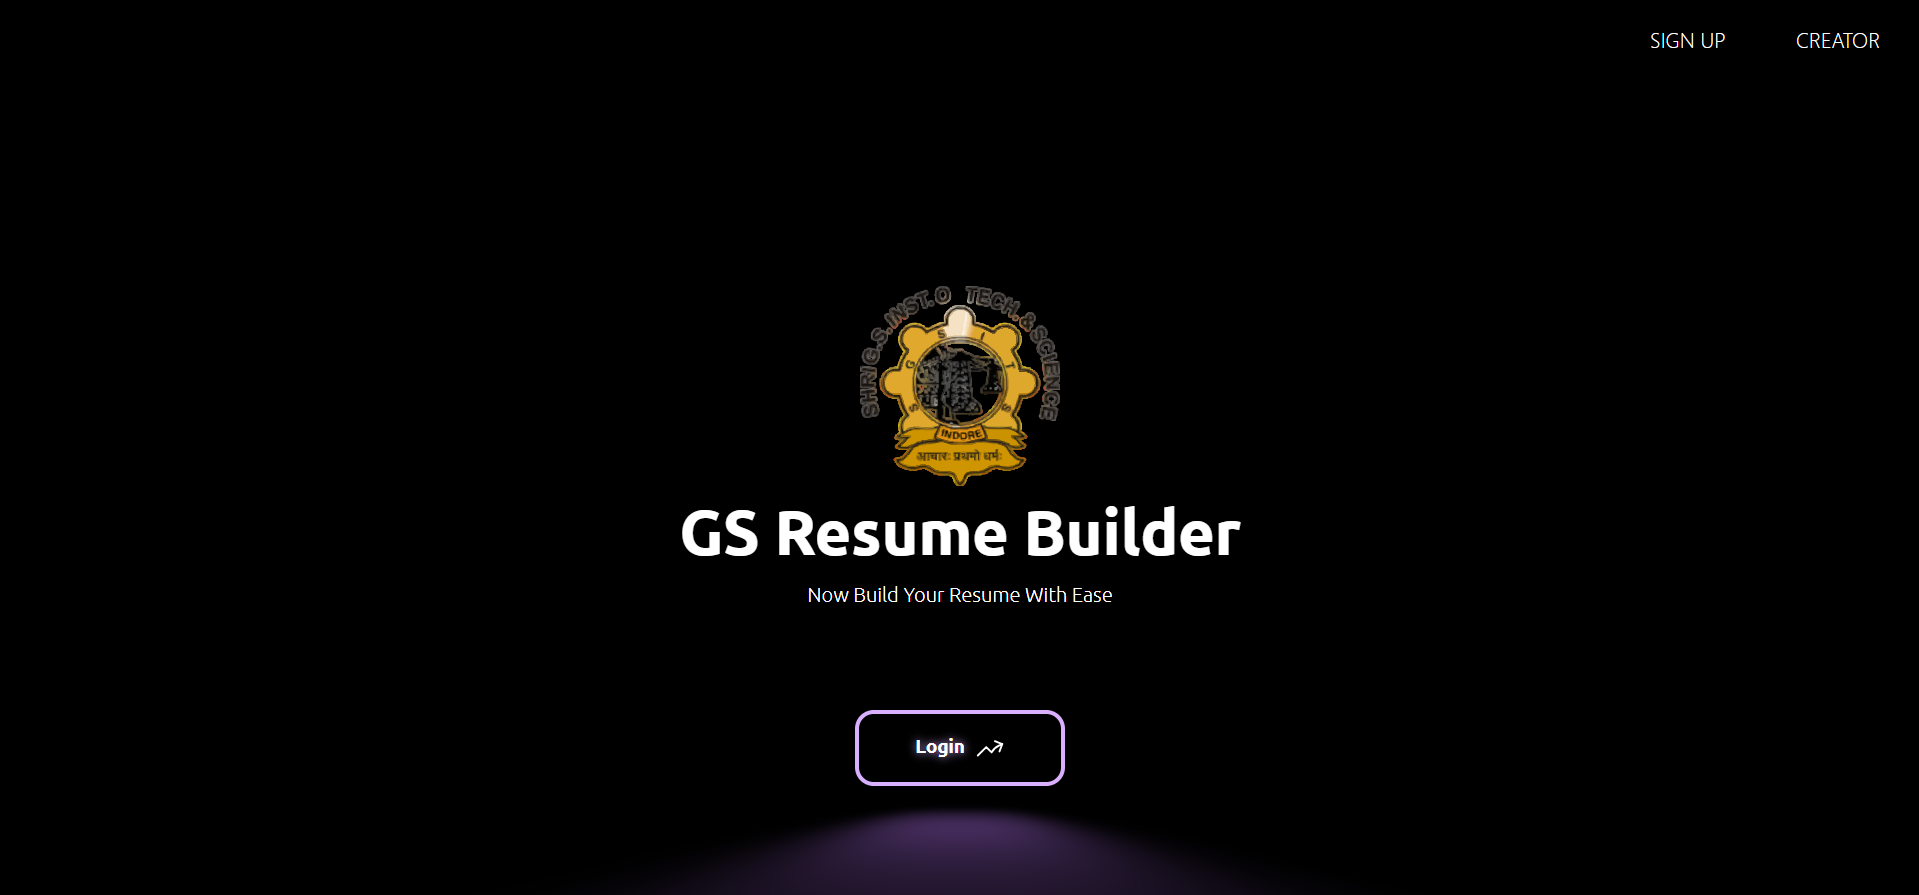 SIGN UP
CREATOR
SHRI G.S.INST.O TECH.&SCIENCE
S G S I T S
INDORE
आचारः प्रथमो धर्मः
GS Resume Builder
Now Build Your Resume With Ease
Login